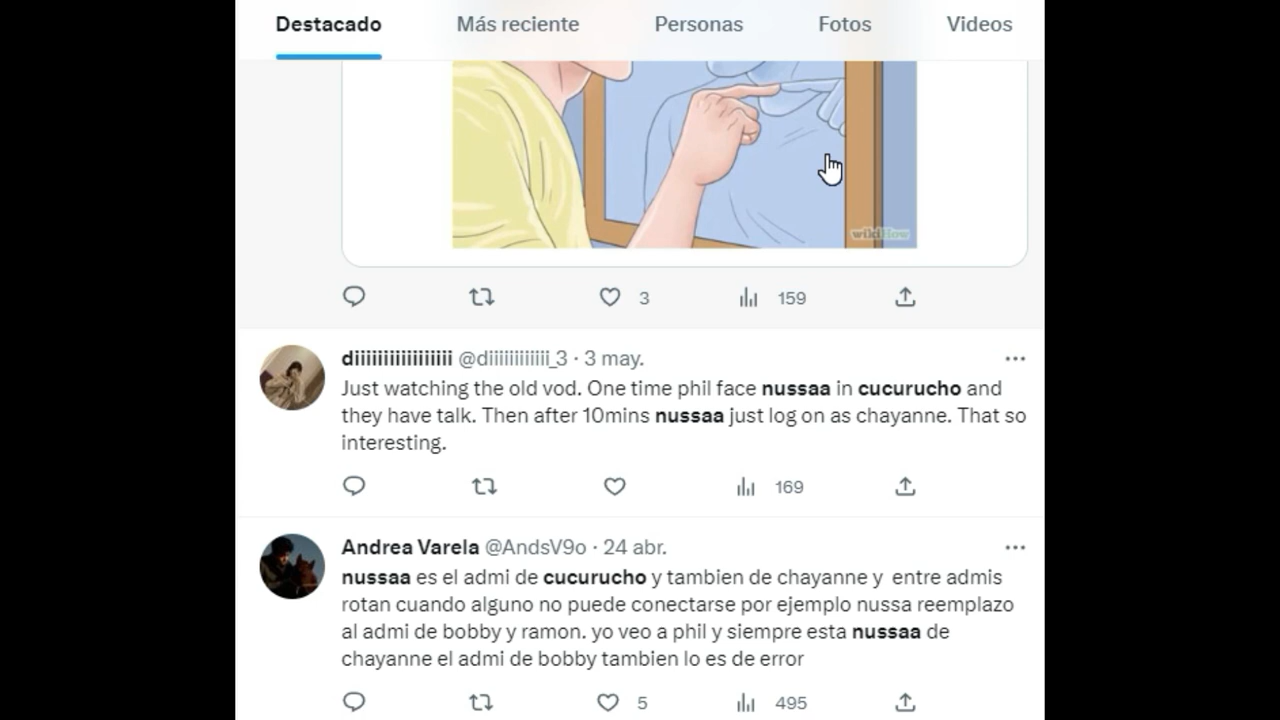 Destacado Más reciente Personas Fotos Videos
wikiHow
3 159
diiiiiiiiiiiiiiiii @diiiiiiiiiiii_3 · 3 may.
Just watching the old vod. One time phil face nussaa in cucurucho and
they have talk. Then after 10mins nussaa just log on as chayanne. That so
interesting.
169
Andrea Varela @AndsV9o · 24 abr.
nussaa es el admi de cucurucho y tambien de chayanne y entre admis
rotan cuando alguno no puede conectarse por ejemplo nussa reemplazo
al admi de bobby y ramon. yo veo a phil y siempre esta nussaa de
chayanne el admi de bobby tambien lo es de error
5 495